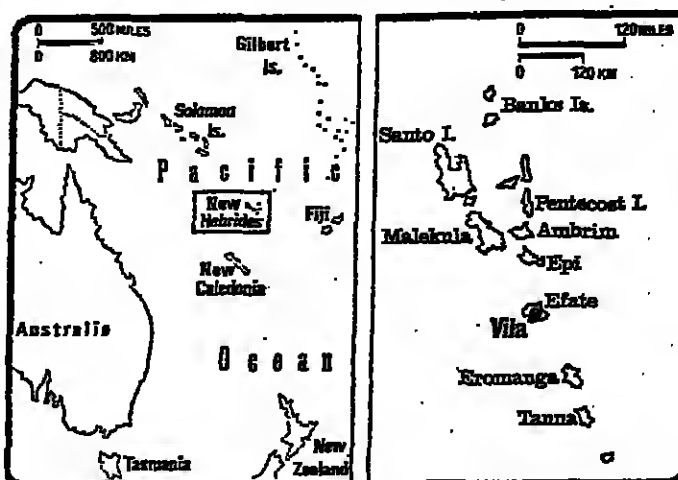 0 500 MILES
0 800 KM
Gilbert
Is.
Solomon
Is.
Pacific
New
Hebrides
Fiji
New
Caledonia
Australia
Ocean
Tasmania
New
Zealand
0 120 MILES
0 120 KM
Banks Is.
Santo I.
Pentecost I.
Malekula
Ambrim
Epi
Efate
Vila
Eromanga
Tanna